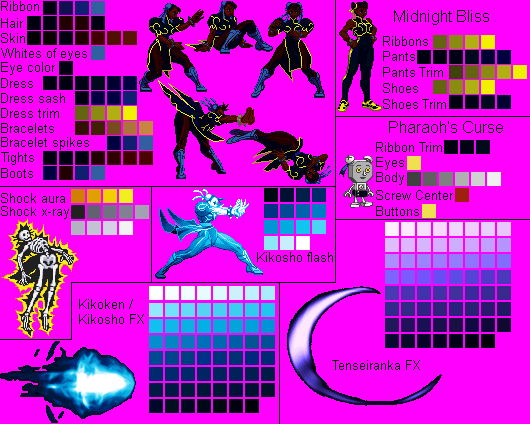 Ribbon
Hair
Skin
Whites of eyes
Eye color
Dress
Dress sash
Dress trim
Bracelets
Bracelet spikes
Tights
Boots
Midnight Bliss
Ribbons
Pants
Pants Trim
Shoes
Shoes Trim
Pharaoh's Curse
Ribbon Trim
Eyes
Body
Screw Center
Buttons
Shock aura
Shock x-ray
Kikosho flash
Kikoken /
Kikosho FX
Tenseiranka FX